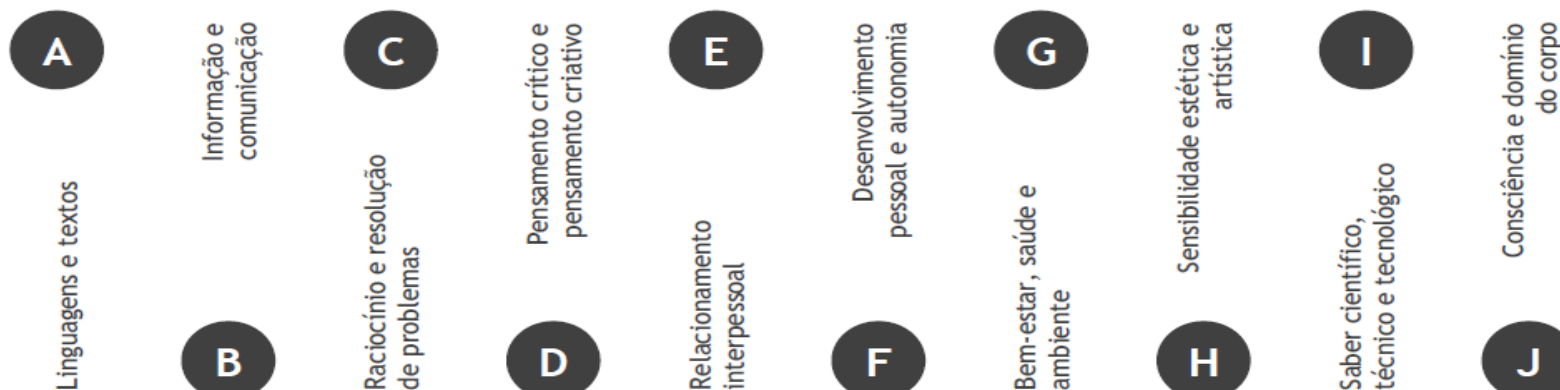 A
Linguagens e textos
Informação e
comunicação
B
C
Raciocínio e resolução
de problemas
Pensamento crítico e
pensamento criativo
D
E
Relacionamento
interpessoal
Desenvolvimento
pessoal e autonomia
F
G
Bem-estar, saúde e
ambiente
Sensibilidade estética e
artística
H
I
Saber científico,
técnico e tecnológico
Consciência e domínio
do corpo
J